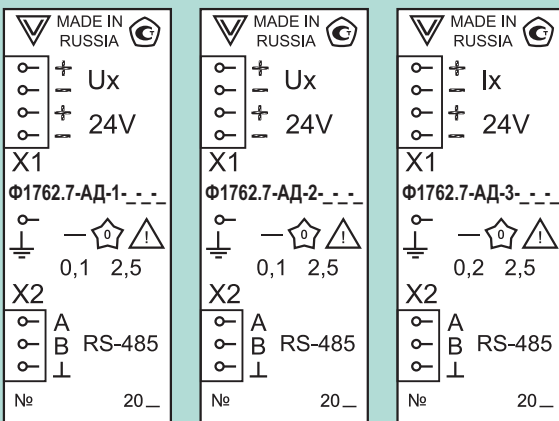 MADE IN
RUSSIA
+
Ux
-
+
24V
-
X1
Ф1762.7-АД-1-_-_-_
0
!
0,1 2,5
X2
A
B RS-485
⊥
№ 20_
MADE IN
RUSSIA
+
Ux
-
+
24V
-
X1
Ф1762.7-АД-2-_-_-_
0
!
0,1 2,5
X2
A
B RS-485
⊥
№ 20_
MADE IN
RUSSIA
+
Ix
-
+
24V
-
X1
Ф1762.7-АД-3-_-_-_
0
!
0,2 2,5
X2
A
B RS-485
⊥
№ 20_